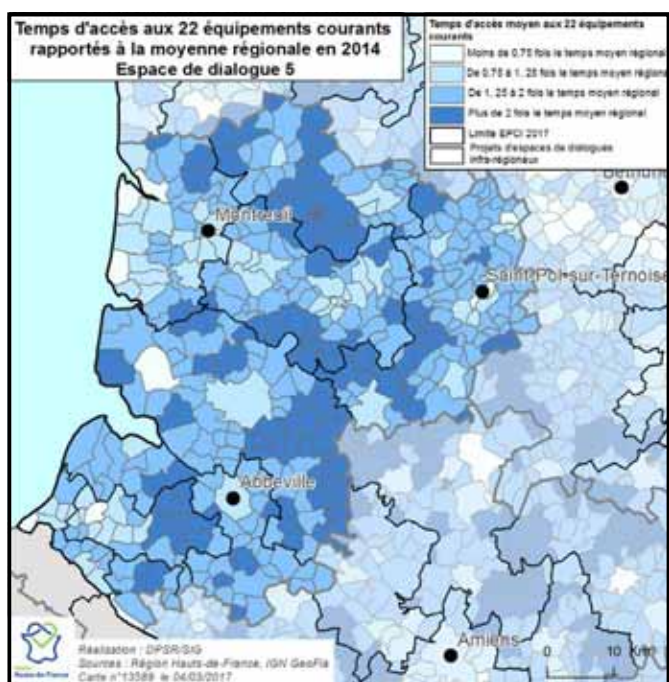 Temps d'accès aux 22 équipements courants
rapportés à la moyenne régionale en 2014
Espace de dialogue 5
Temps d'accès moyen aux 22 équipements
courants
Moins de 0,75 fois le temps moyen régional
De 0,75 à 1, 25 fois le temps moyen régional
De 1, 25 à 2 fois le temps moyen régional
Plus de 2 fois le temps moyen régional
Limite EPCI 2017
Projets d'espaces de dialogues
infra-régionaux
Béthune
Montreuil
Saint-Pol-sur-Ternoise
Abbeville
Amiens
0 10 Km
Réalisation : DPSR/SIG
Sources : Région Hauts-de-France, IGN GeoFla
Carte n°13589 le 04/03/2017
Hauts-de-France